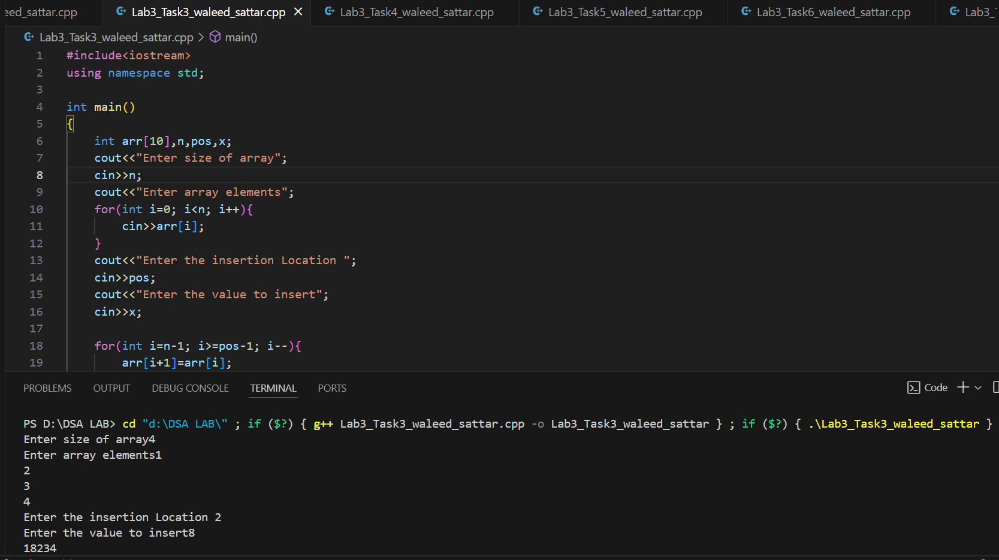 eed_sattar.cpp Lab3_Task3_waleed_sattar.cpp Lab3_Task4_waleed_sattar.cpp Lab3_Task5_waleed_sattar.cpp Lab3_Task6_waleed_sattar.cpp Lab3_
Lab3_Task3_waleed_sattar.cpp > main()
1 #include<iostream>
2 using namespace std;
3
4 int main()
5 {
6 int arr[10],n,pos,x;
7 cout<<"Enter size of array";
8 cin>>n;
9 cout<<"Enter array elements";
10 for(int i=0; i<n; i++){
11 cin>>arr[i];
12 }
13 cout<<"Enter the insertion Location ";
14 cin>>pos;
15 cout<<"Enter the value to insert";
16 cin>>x;
17
18 for(int i=n-1; i>=pos-1; i--){
19 arr[i+1]=arr[i];
PROBLEMS OUTPUT DEBUG CONSOLE TERMINAL PORTS Code
PS D:\DSA LAB> cd "d:\DSA LAB\" ; if ($?) { g++ Lab3_Task3_waleed_sattar.cpp -o Lab3_Task3_waleed_sattar } ; if ($?) { .\Lab3_Task3_waleed_sattar }
Enter size of array4
Enter array elements1
2
3
4
Enter the insertion Location 2
Enter the value to insert8
18234